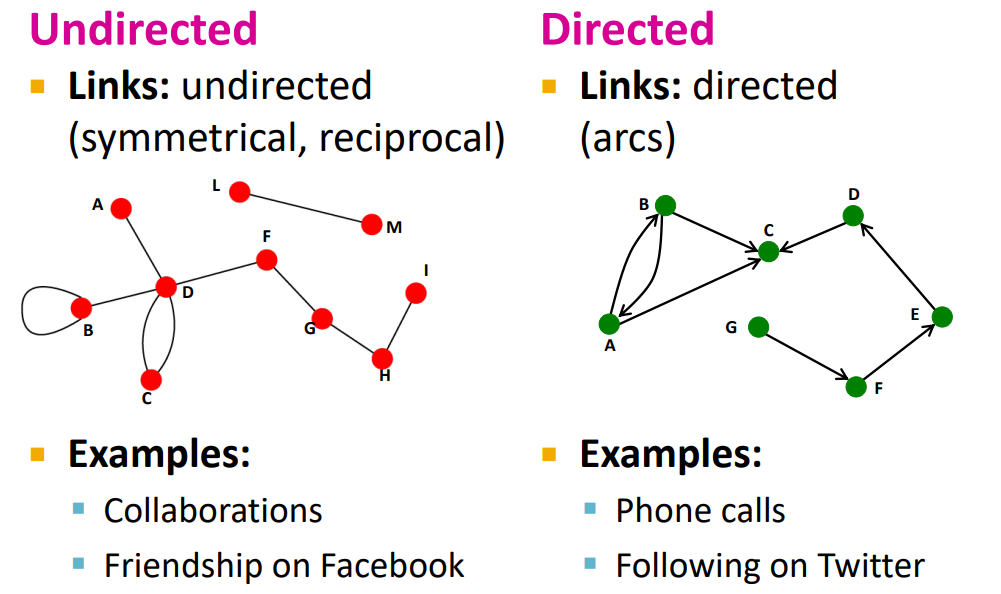 Undirected
Links: undirected
(symmetrical, reciprocal)
A
L
M
F
I
D
B
G
H
C
Examples:
Collaborations
Friendship on Facebook
Directed
Links: directed
(arcs)
B
D
C
A
G
E
F
Examples:
Phone calls
Following on Twitter